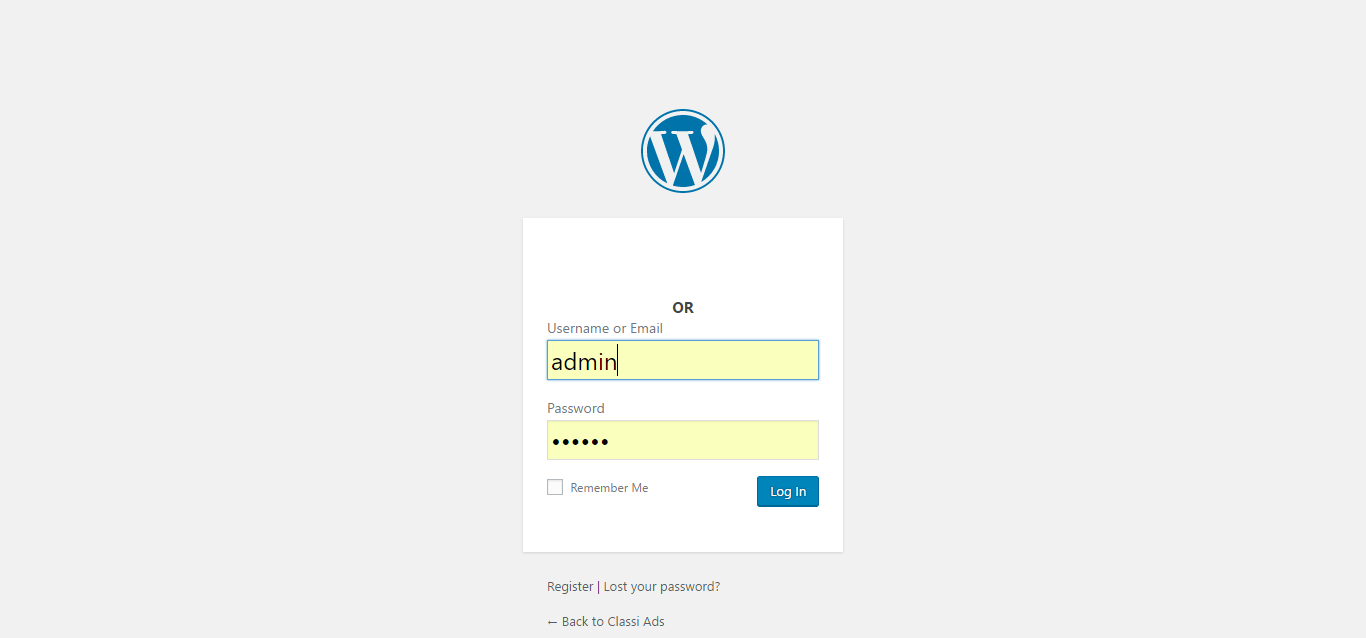 OR
Username or Email
admin
Password
••••••
Remember Me
Log In
Register | Lost your password?
← Back to Classi Ads